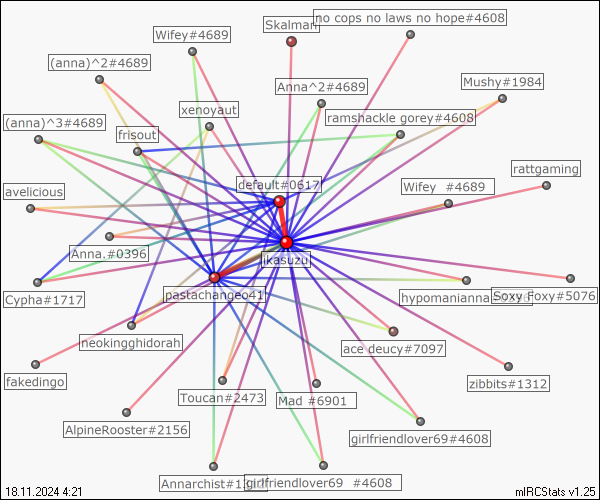 no cops no laws no hope#4608
Skalman
Wifey#4689
(anna)^2#4689
Mushy#1984
Anna^2#4689
xenoyaut
ramshackle gorey#4608
(anna)^3#4689
frisout
rattgaming
default#0617
avelicious
Wifey #4689
Anna.#0396
ikasuzu
Cypha#1717
pastachangeo41
hypomanianna
Soxy Foxy#5076
neokingghidorah
ace deucy#7097
fakedingo
zibbits#1312
Toucan#2473
Mad #6901
AlpineRooster#2156
girlfriendlover69#4608
Annarchist#1312
girlfriendlover69 #4608
18.11.2024 4:21
mIRCStats v1.25